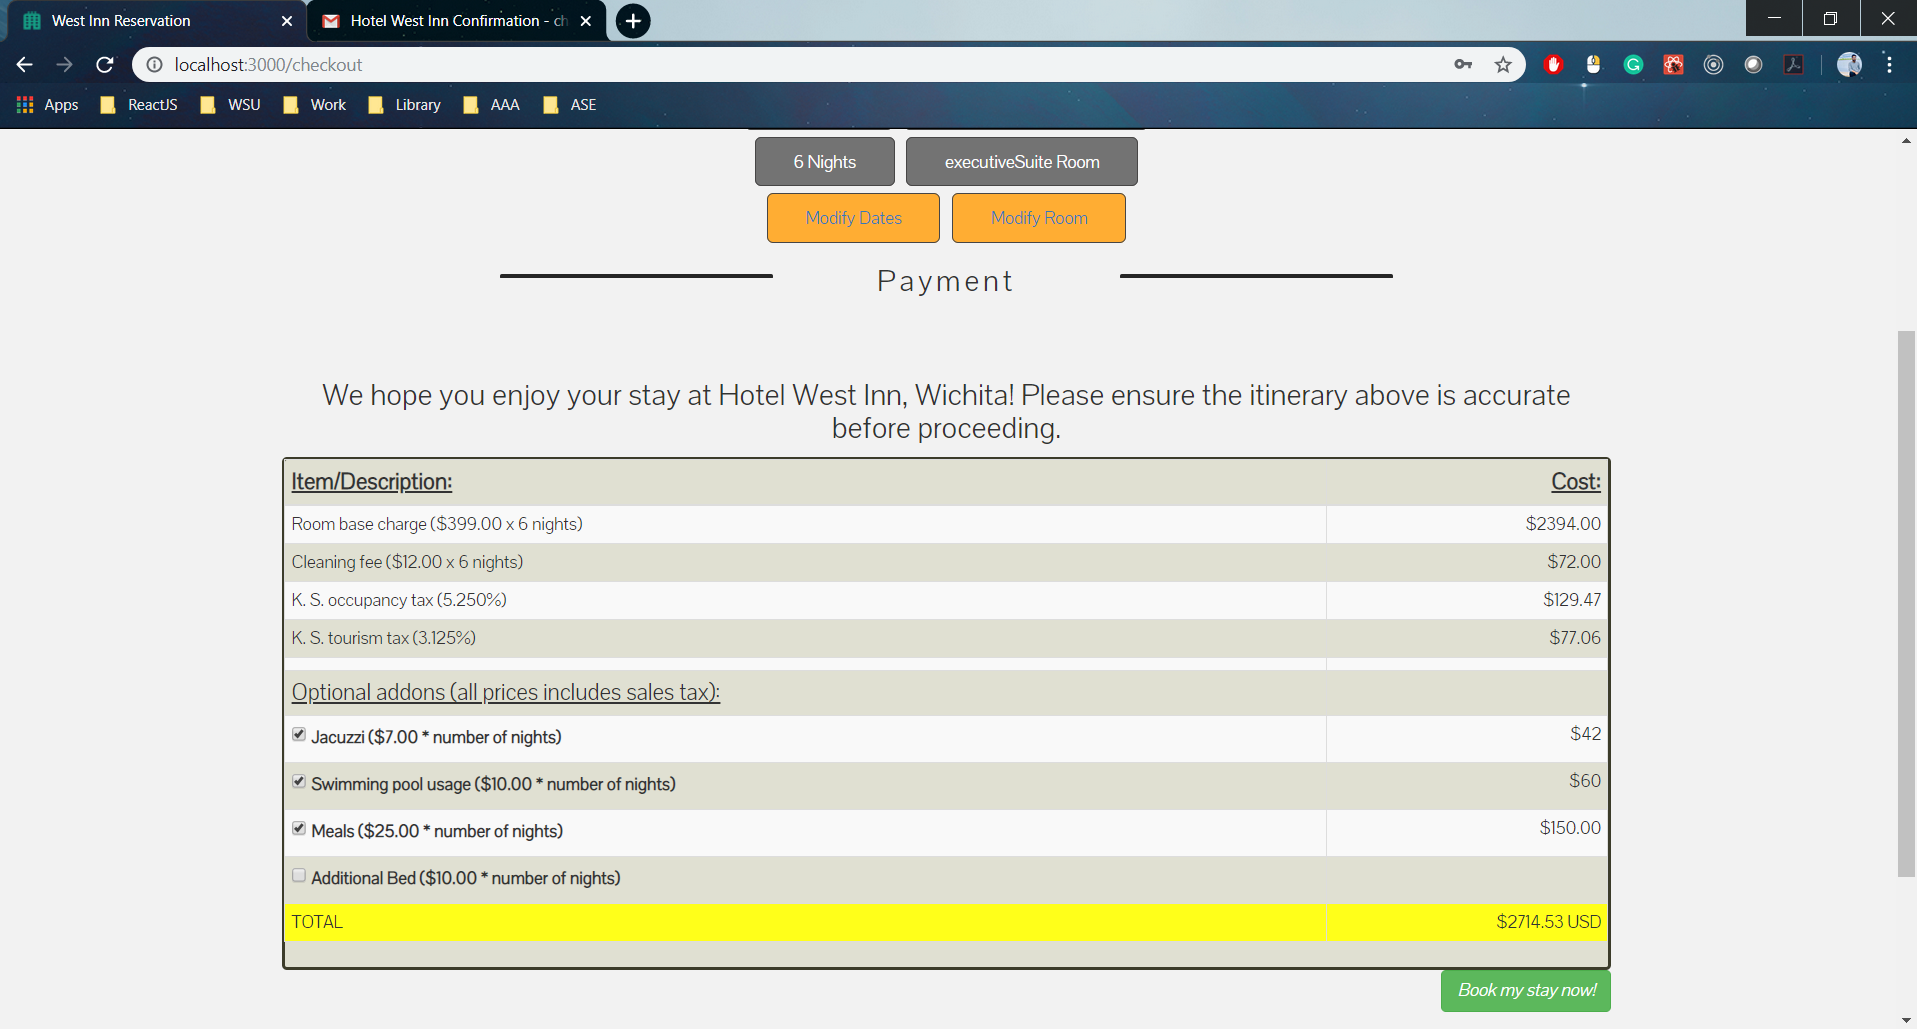 West Inn Reservation
Hotel West Inn Confirmation - ch
localhost:3000/checkout
Apps ReactJS WSU Work Library AAA ASE
6 Nights executiveSuite Room
Modify Dates Modify Room
Payment
We hope you enjoy your stay at Hotel West Inn, Wichita! Please ensure the itinerary above is accurate
before proceeding.
Item/Description: Cost:
Room base charge ($399.00 x 6 nights) $2394.00
Cleaning fee ($12.00 x 6 nights) $72.00
K. S. occupancy tax (5.250%) $129.47
K. S. tourism tax (3.125%) $77.06
Optional addons (all prices includes sales tax):
Jacuzzi ($7.00 * number of nights) $42
Swimming pool usage ($10.00 * number of nights) $60
Meals ($25.00 * number of nights) $150.00
Additional Bed ($10.00 * number of nights)
TOTAL $2714.53 USD
Book my stay now!